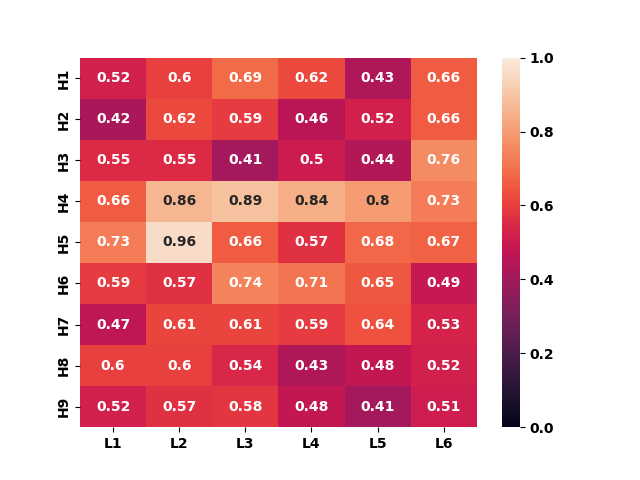 H1 0.52 0.6 0.69 0.62 0.43 0.66
H2 0.42 0.62 0.59 0.46 0.52 0.66
H3 0.55 0.55 0.41 0.5 0.44 0.76
H4 0.66 0.86 0.89 0.84 0.8 0.73
H5 0.73 0.96 0.66 0.57 0.68 0.67
H6 0.59 0.57 0.74 0.71 0.65 0.49
H7 0.47 0.61 0.61 0.59 0.64 0.53
H8 0.6 0.6 0.54 0.43 0.48 0.52
H9 0.52 0.57 0.58 0.48 0.41 0.51
L1 L2 L3 L4 L5 L6
1.0
0.8
0.6
0.4
0.2
0.0